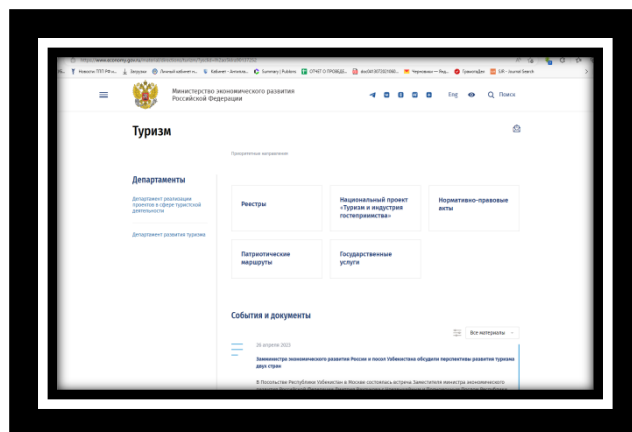 Министерство экономического развития
Российской Федерации
Eng
Поиск
Туризм
Приоритетные направления
Департаменты
Департамент реализации
проектов в сфере туристской
деятельности
Департамент развития туризма
Реестры
Национальный проект
«Туризм и индустрия
гостеприимства»
Нормативно-правовые
акты
Патриотические
маршруты
Государственные
услуги
События и документы
Все материалы
26 апреля 2023
Замминистра экономического развития России и посол Узбекистана обсудили перспективы развития туризма
двух стран
В Посольстве Республики Узбекистан в Москве состоялась встреча Заместителя министра экономического